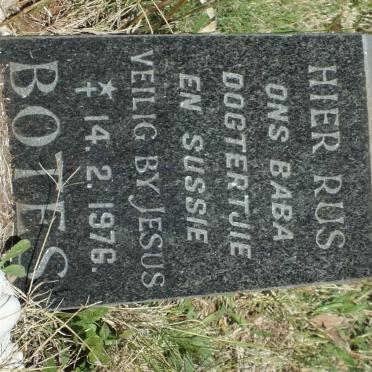 HIER RUS
ONS BABA
DOGTERTJIE
EN SUSSIE
VEILIG BY JESUS
☆ † 14.2.1976.
BOTES